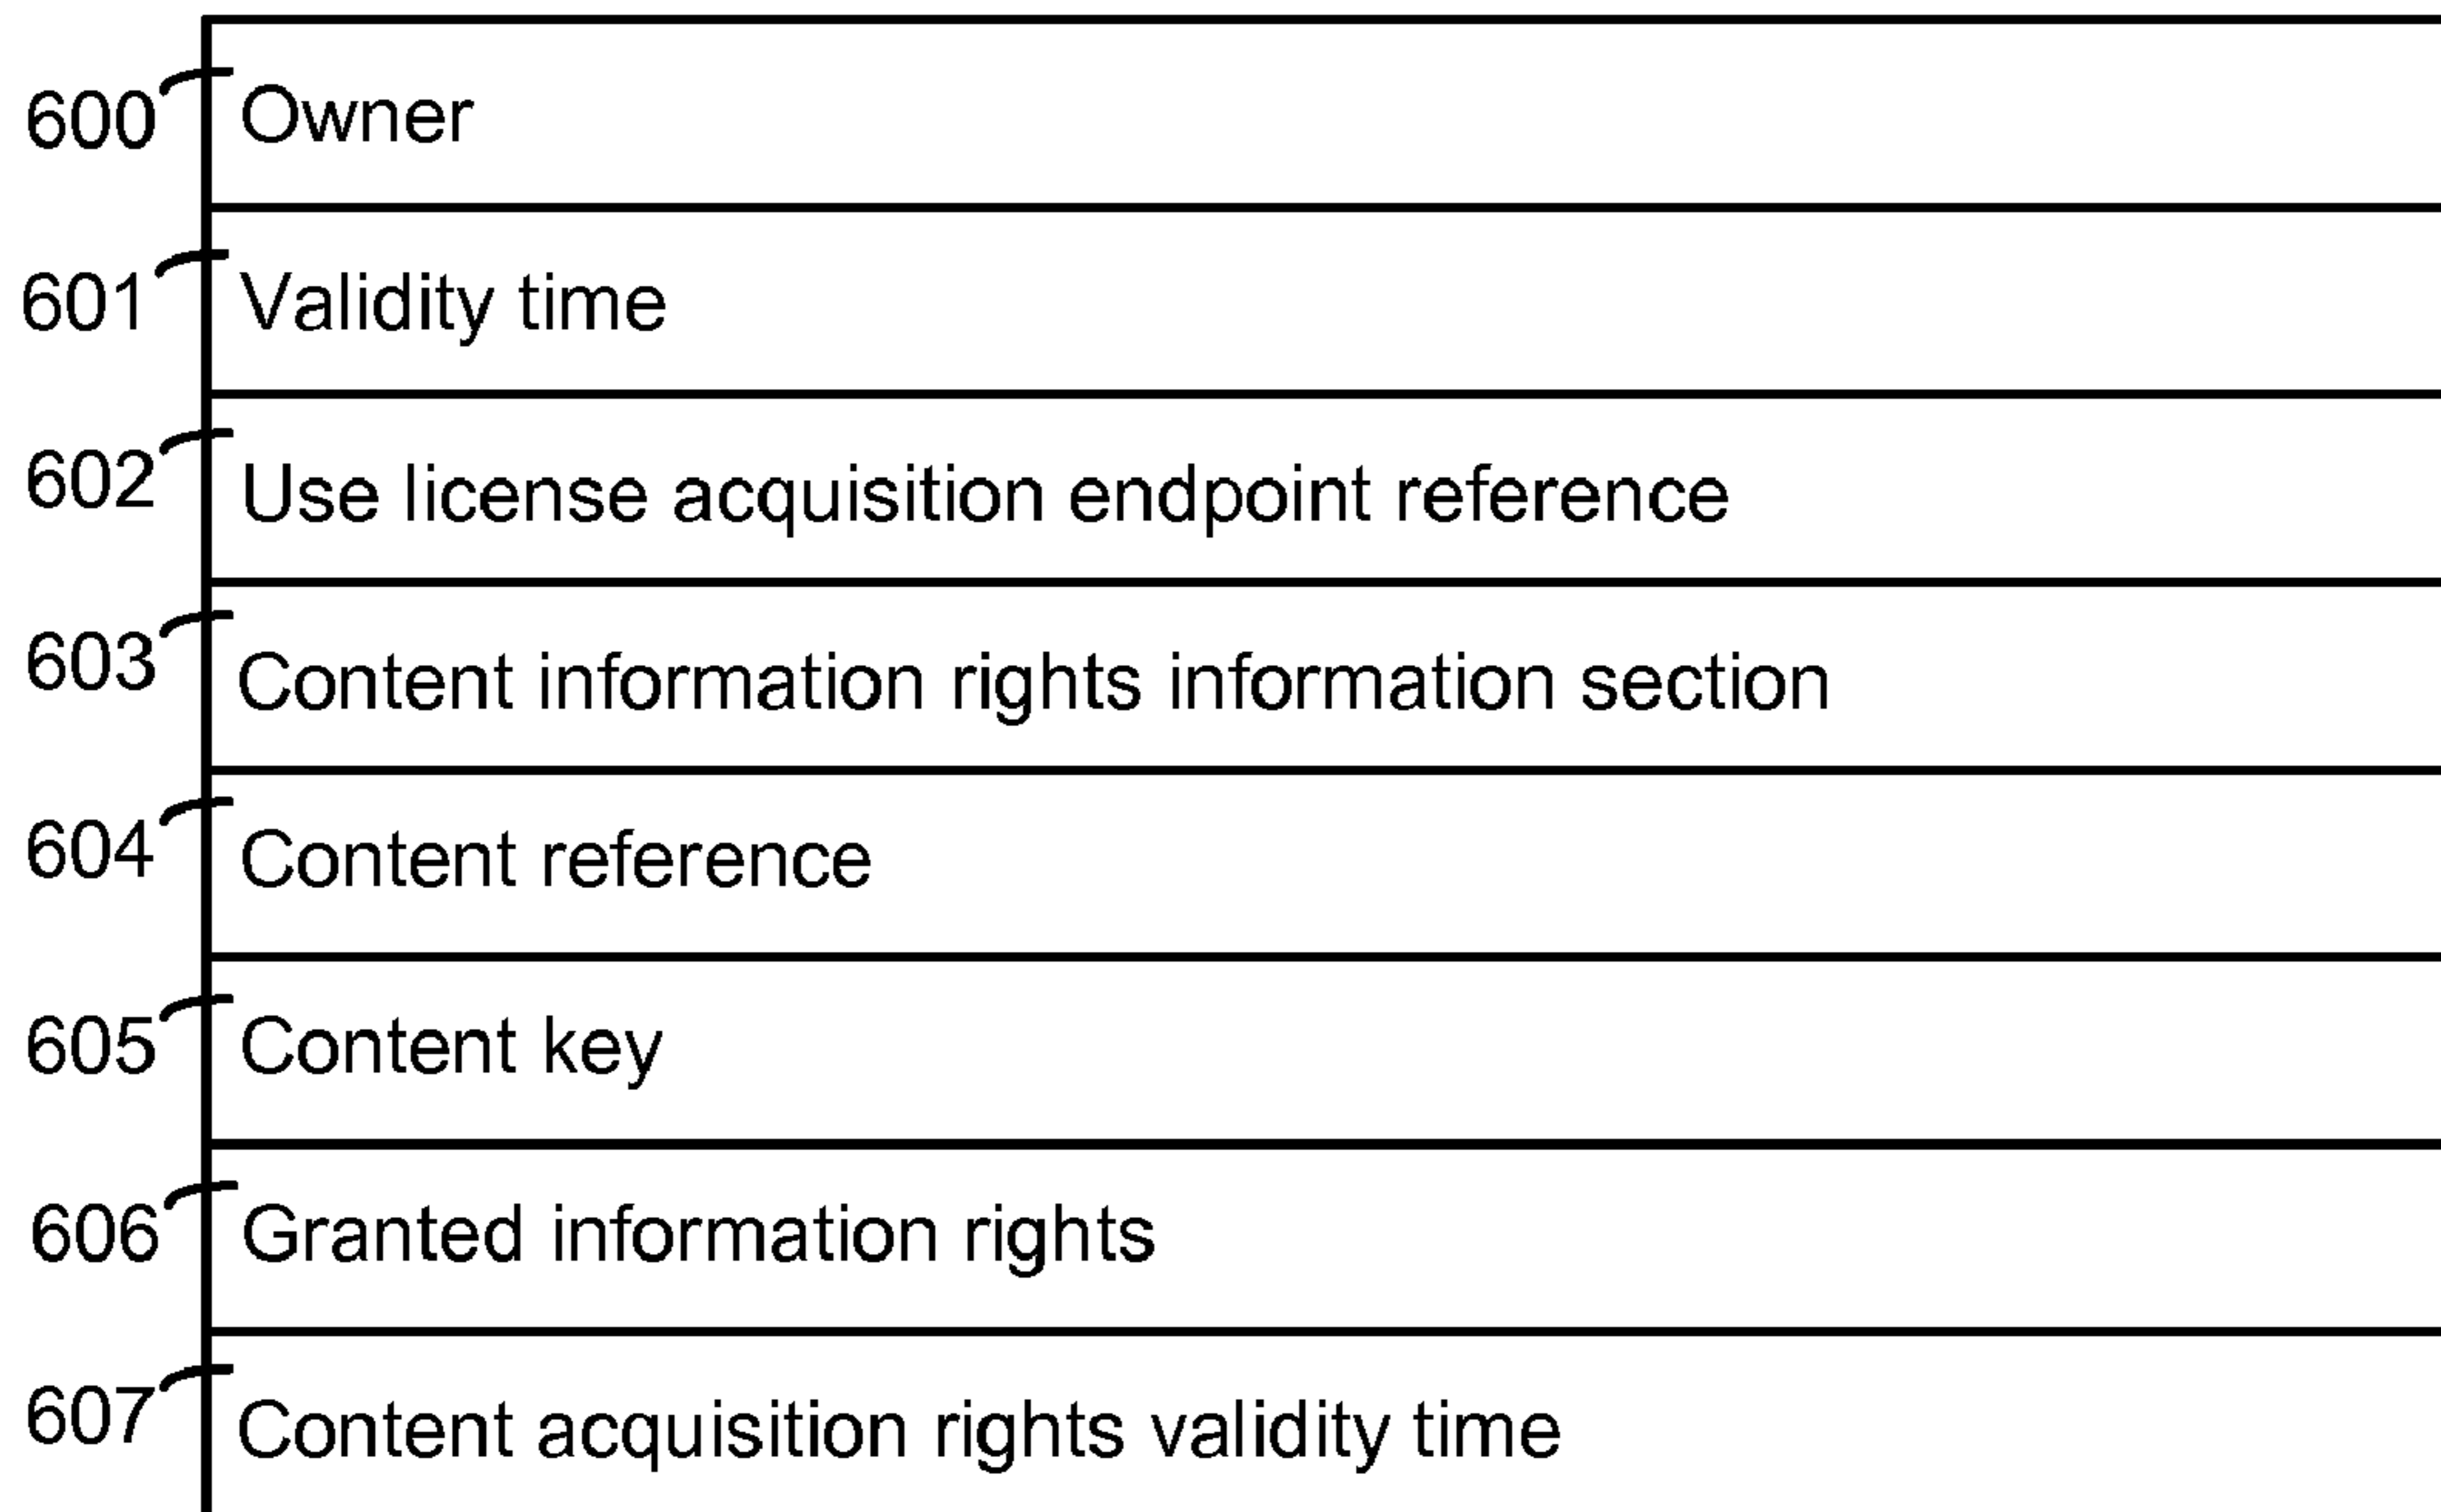 600 Owner
601 Validity time
602 Use license acquisition endpoint reference
603 Content information rights information section
604 Content reference
605 Content key
606 Granted information rights
607 Content acquisition rights validity time